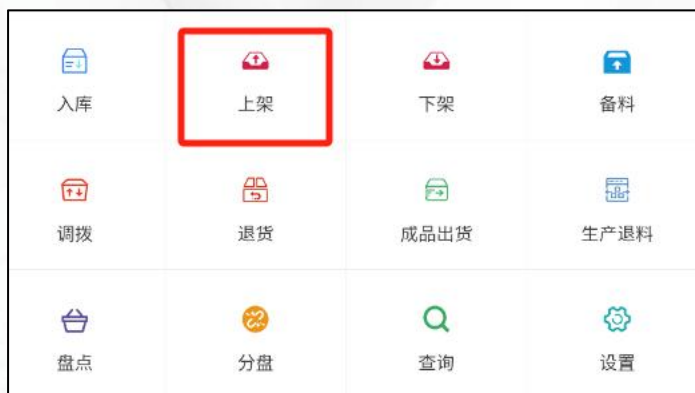 入库
上架
下架
备料
调拨
退货
成品出货
生产退料
盘点
分盘
查询
设置